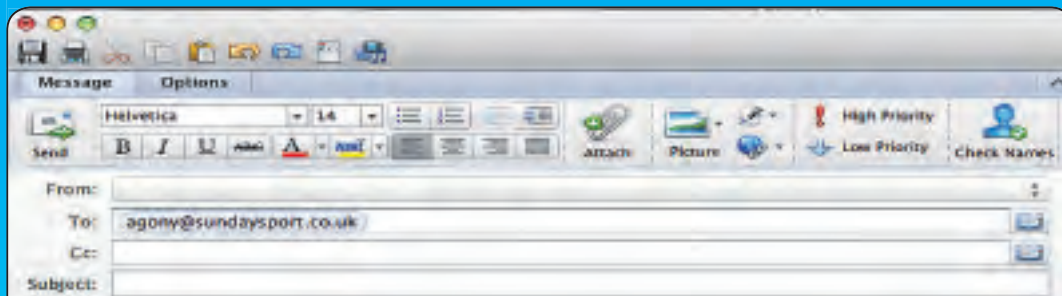 Message Options
Helvetica 14
High Priority
Send B I U ABC A Attach Picture Low Priority Check Names
From:
To: agony@sundaysport.co.uk
Cc:
Subject: